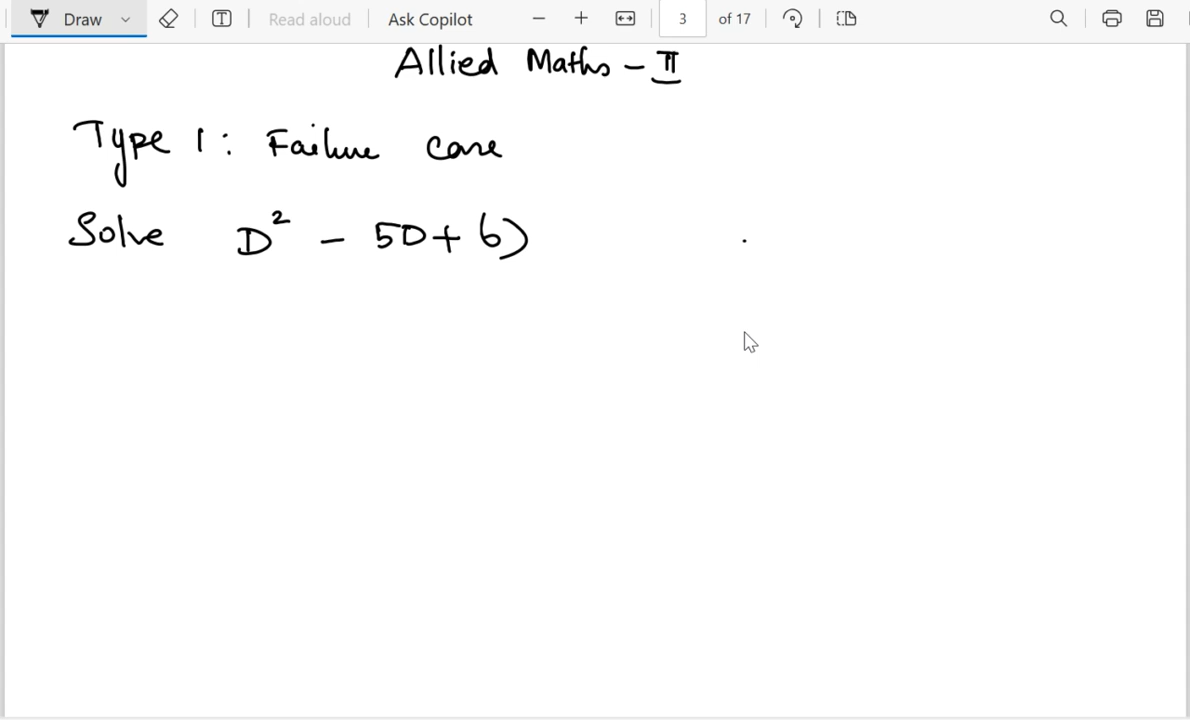 Draw Read aloud Ask Copilot 3 of 17
Allied Maths - II
Type 1: Failure case
Solve D² - 5D + 6)